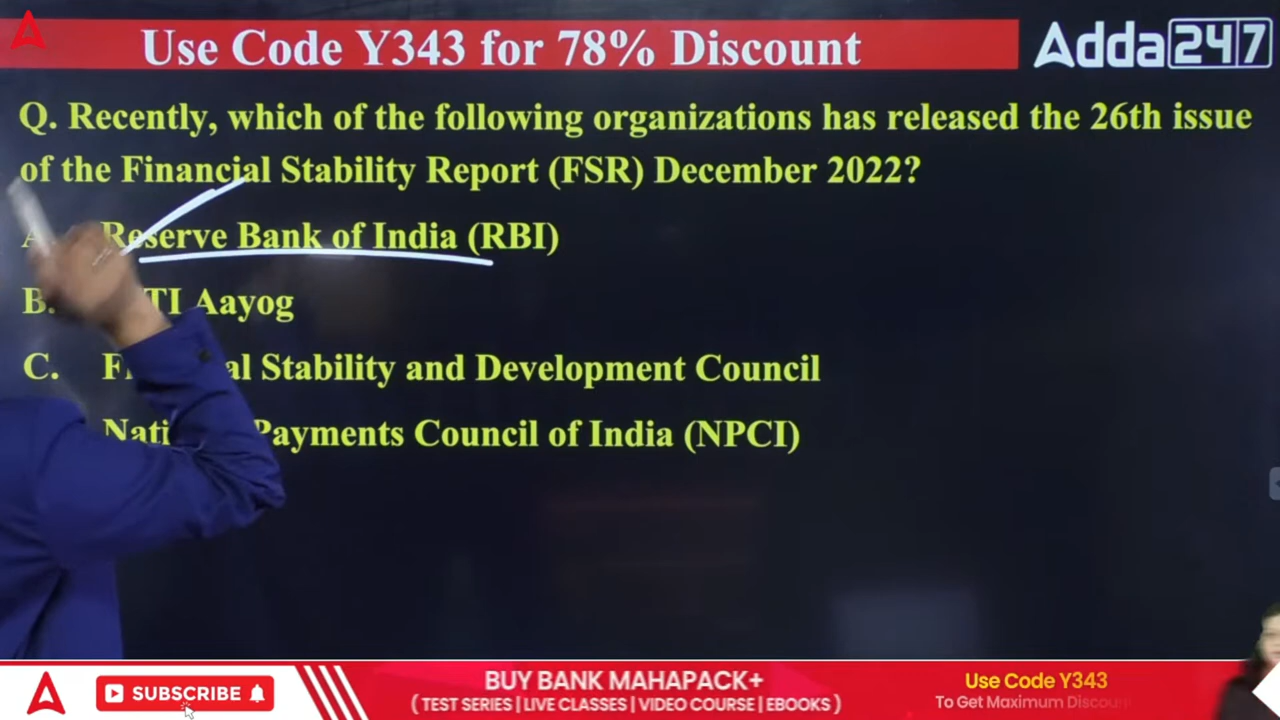 Use Code Y343 for 78% Discount
Adda247
Q. Recently, which of the following organizations has released the 26th issue
of the Financial Stability Report (FSR) December 2022?
Reserve Bank of India (RBI)
B. Aayog
C. Stability and Development Council
Payments Council of India (NPCI)
SUBSCRIBE
BUY BANK MAHAPACK+
( TEST SERIES | LIVE CLASSES | VIDEO COURSE | EBOOKS )
Use Code Y343
To Get Maximum Discount